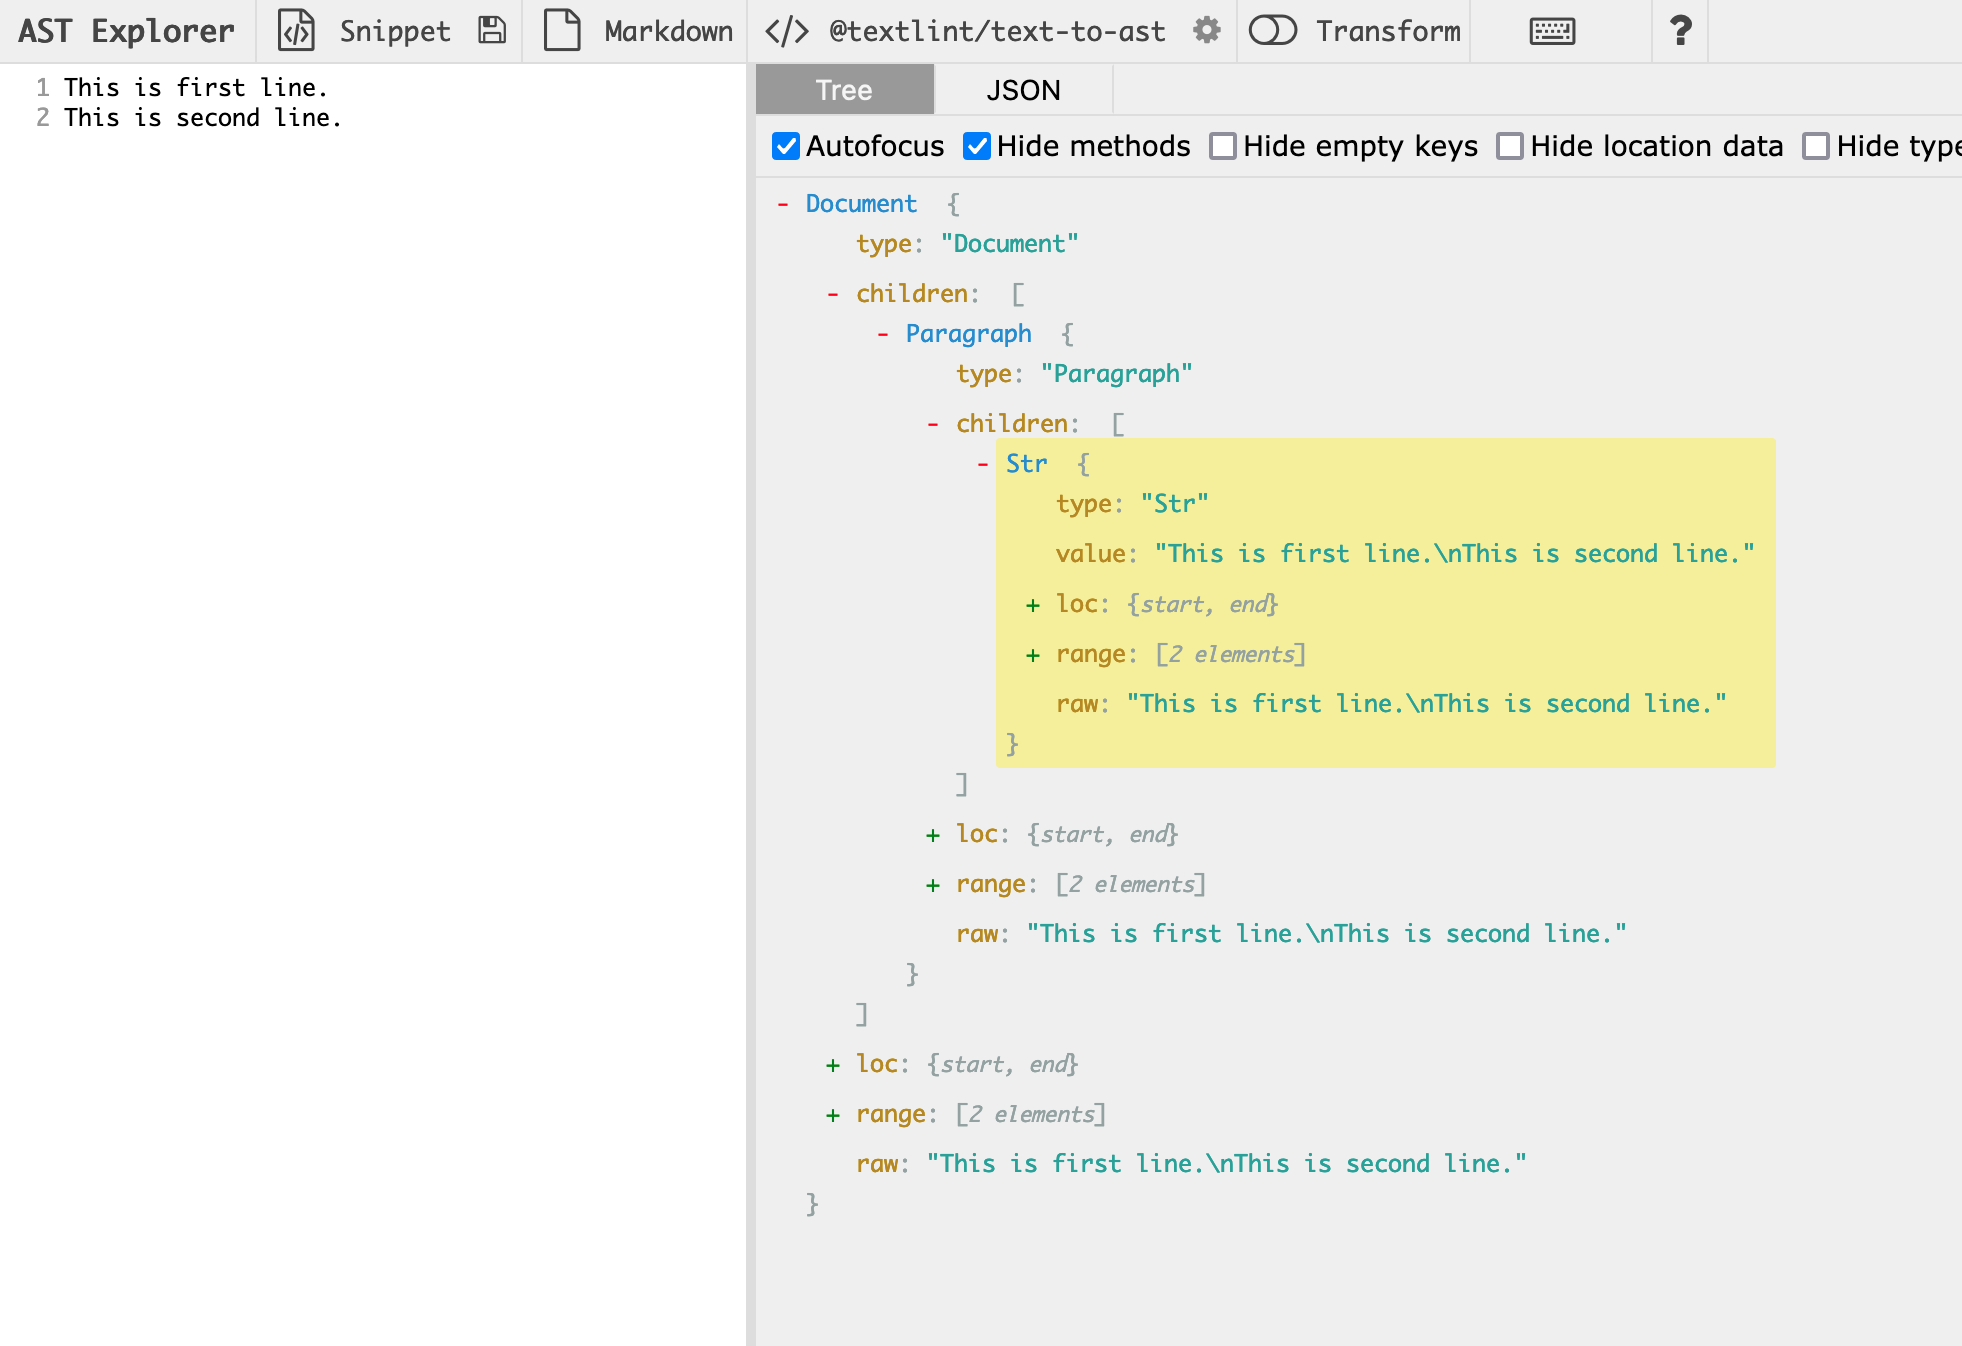 AST Explorer Snippet Markdown </> @textlint/text-to-ast Transform ?
1 This is first line.
2 This is second line.
Tree JSON
Autofocus Hide methods Hide empty keys Hide location data Hide type
- Document {
type: "Document"
- children: [
- Paragraph {
type: "Paragraph"
- children: [
- Str {
type: "Str"
value: "This is first line.\nThis is second line."
+ loc: {start, end}
+ range: [2 elements]
raw: "This is first line.\nThis is second line."
}
]
+ loc: {start, end}
+ range: [2 elements]
raw: "This is first line.\nThis is second line."
}
]
+ loc: {start, end}
+ range: [2 elements]
raw: "This is first line.\nThis is second line."
}